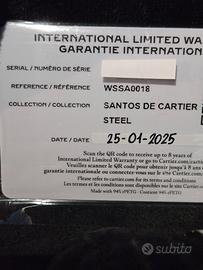 INTERNATIONAL LIMITED WA
GARANTIE INTERNATION
SERIAL / NUMÉRO DE SÉRIE
REFERENCE / RÉFÉRENCE WSSA0018
COLLECTION / COLLECTION SANTOS DE CARTIER
STEEL
DATE / DATE 25-01-2025
Scan the QR code to receive up to 8 years of
International Limited Warranty or go to Cartier.com
Veuillez scanner le code QR pour obtenir jusqu'à 8 ans
garantie internationale ou connectez-vous sur Cartier.com
Please refer to cartier.com for its terms and conditions.
Les termes et les conditions sont disponibles sur cartier.com
Made with 94% rPETG - Contient 94% rPETG
subito